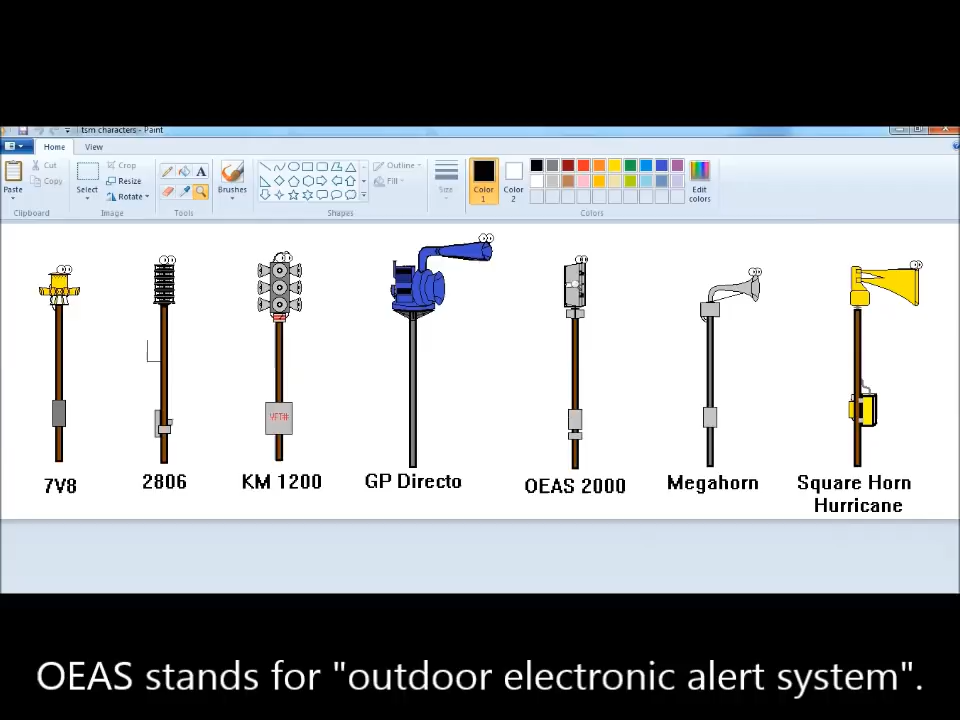 tsm characters - Paint
Home View
Cut
Copy
Paste
Clipboard
Select
Crop
Resize
Rotate
Image
A
Tools
Brushes
Shapes
Outline
Fill
Size
Color 1
Color 2
Edit colors
Colors
7V8
2806
KM 1200
GP Directo
OEAS 2000
Megahorn
Square Horn
Hurricane
OEAS stands for "outdoor electronic alert system".